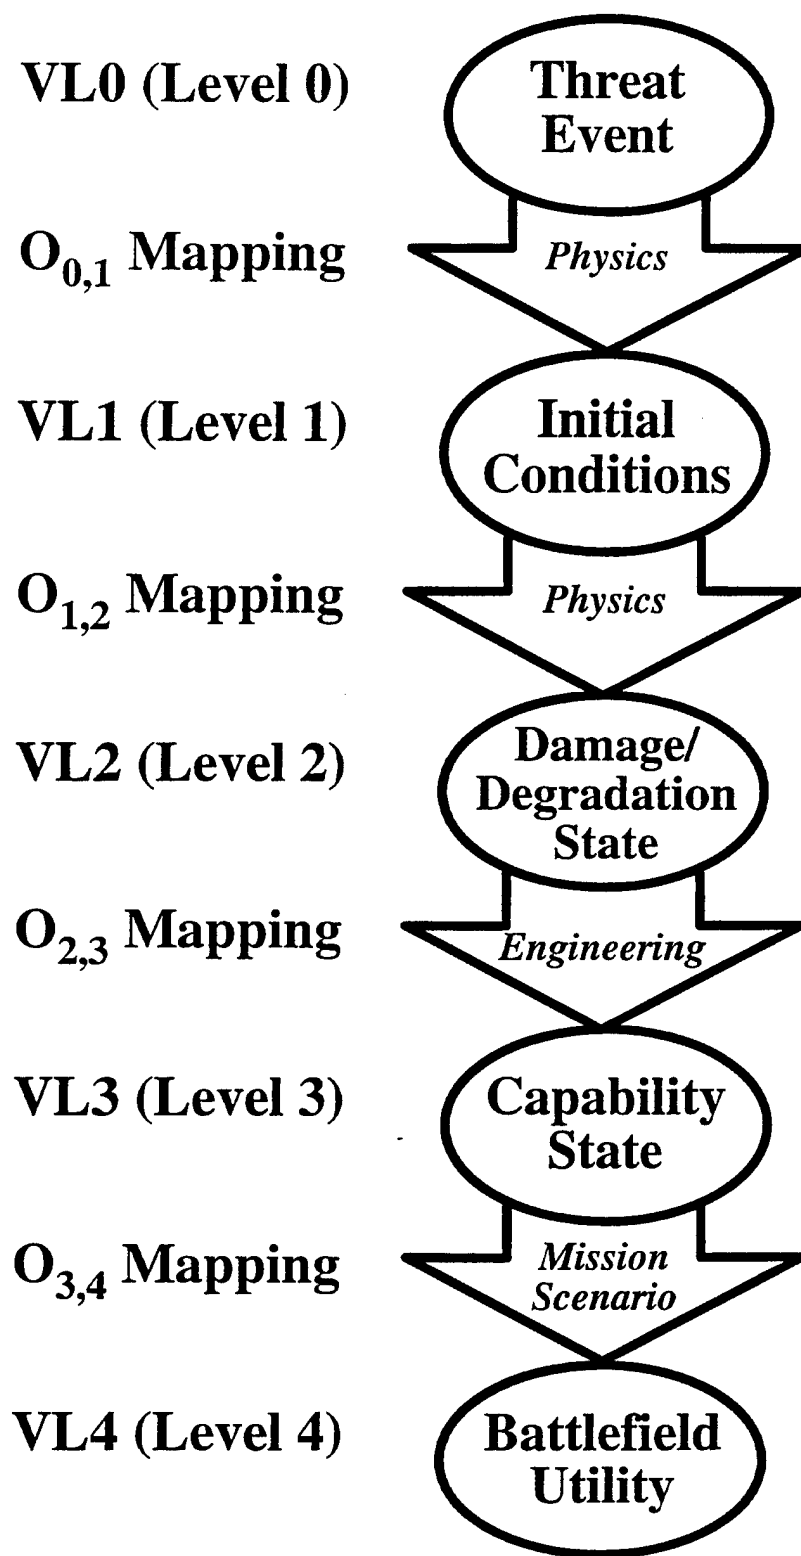 VL0 (Level 0)
Threat
Event
O0,1 Mapping
Physics
VL1 (Level 1)
Initial
Conditions
O1,2 Mapping
Physics
VL2 (Level 2)
Damage/
Degradation
State
O2,3 Mapping
Engineering
VL3 (Level 3)
Capability
State
O3,4 Mapping
Mission
Scenario
VL4 (Level 4)
Battlefield
Utility